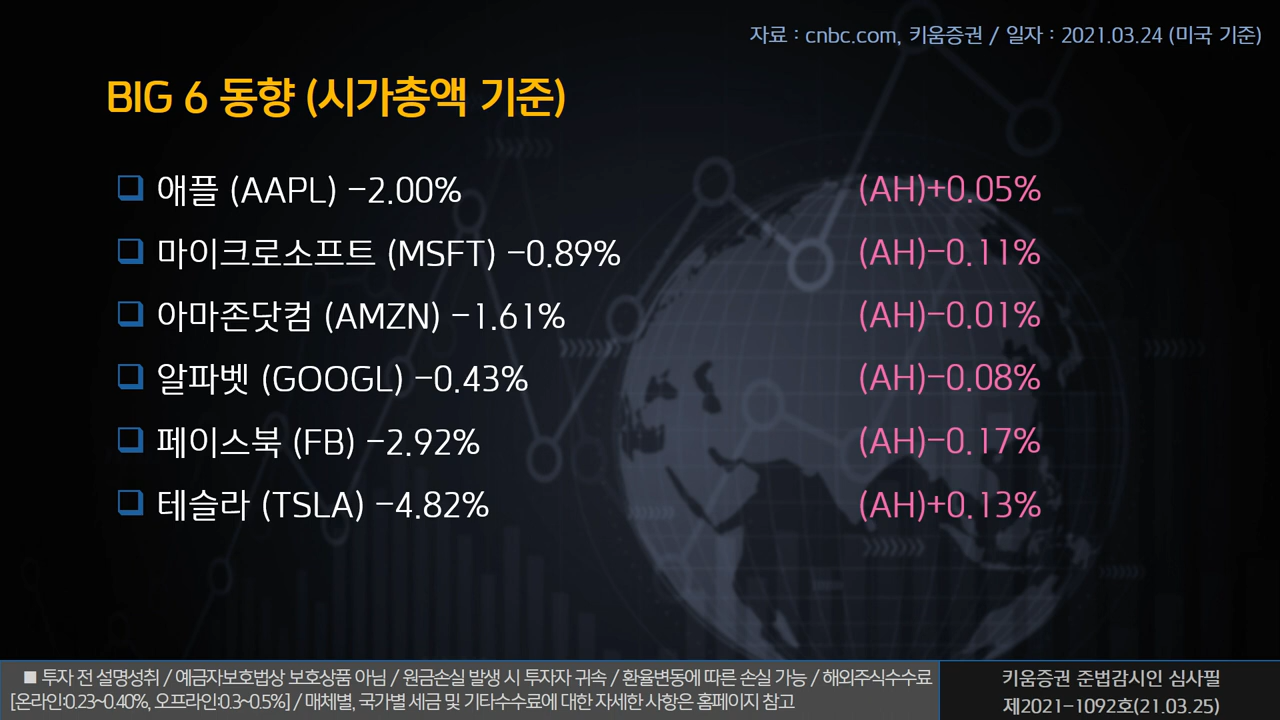 자료 : cnbc.com, 키움증권 / 일자 : 2021.03.24 (미국 기준)
BIG 6 동향 (시가총액 기준)
❑ 애플 (AAPL) -2.00% (AH)+0.05%
❑ 마이크로소프트 (MSFT) -0.89% (AH)-0.11%
❑ 아마존닷컴 (AMZN) -1.61% (AH)-0.01%
❑ 알파벳 (GOOGL) -0.43% (AH)-0.08%
❑ 페이스북 (FB) -2.92% (AH)-0.17%
❑ 테슬라 (TSLA) -4.82% (AH)+0.13%
■ 투자 전 설명성취 / 예금자보호법상 보호상품 아님 / 원금손실 발생 시 투자자 귀속 / 환율변동에 따른 손실 가능 / 해외주식수수료
[온라인:0.23~0.40%, 오프라인:0.3~0.5%] / 매체별, 국가별 세금 및 기타수수료에 대한 자세한 사항은 홈페이지 참고
키움증권 준법감시인 심사필
제2021-1092호(21.03.25)